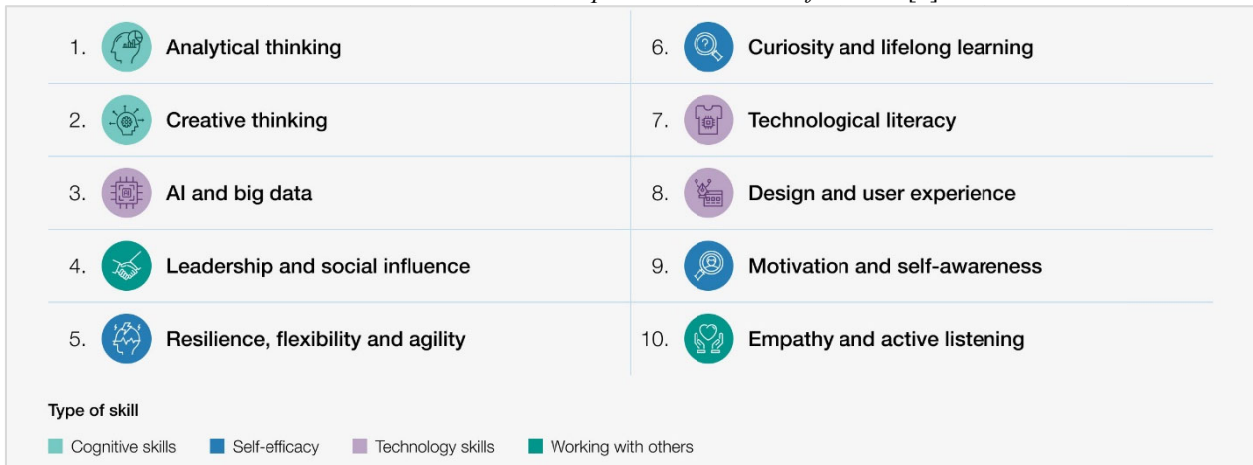 1. Analytical thinking
2. Creative thinking
3. AI and big data
4. Leadership and social influence
5. Resilience, flexibility and agility
6. Curiosity and lifelong learning
7. Technological literacy
8. Design and user experience
9. Motivation and self-awareness
10. Empathy and active listening
Type of skill
Cognitive skills Self-efficacy Technology skills Working with others